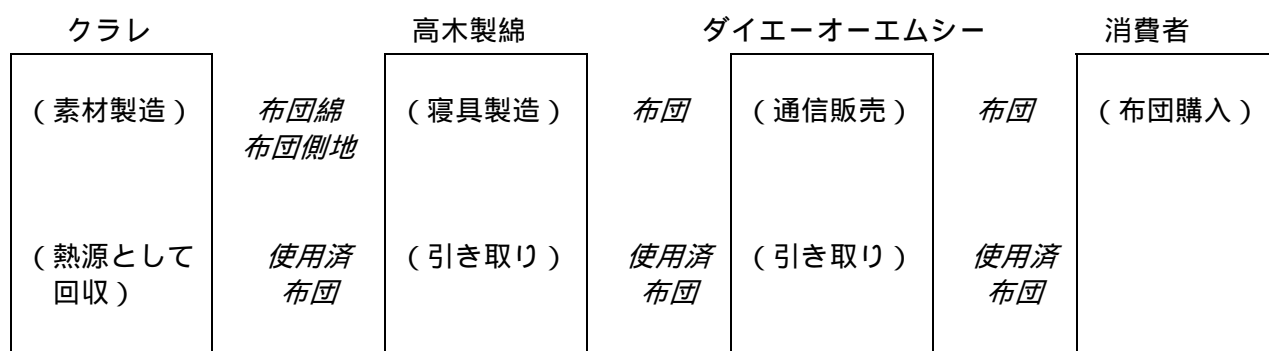 クラレ 高木製綿 ダイエーオーエムシー 消費者
(素材製造) 布団綿 (寝具製造) 布団 (通信販売) 布団 (布団購入)
布団側地
(熱源として 使用済 (引き取り) 使用済 (引き取り) 使用済
回収) 布団 布団 布団